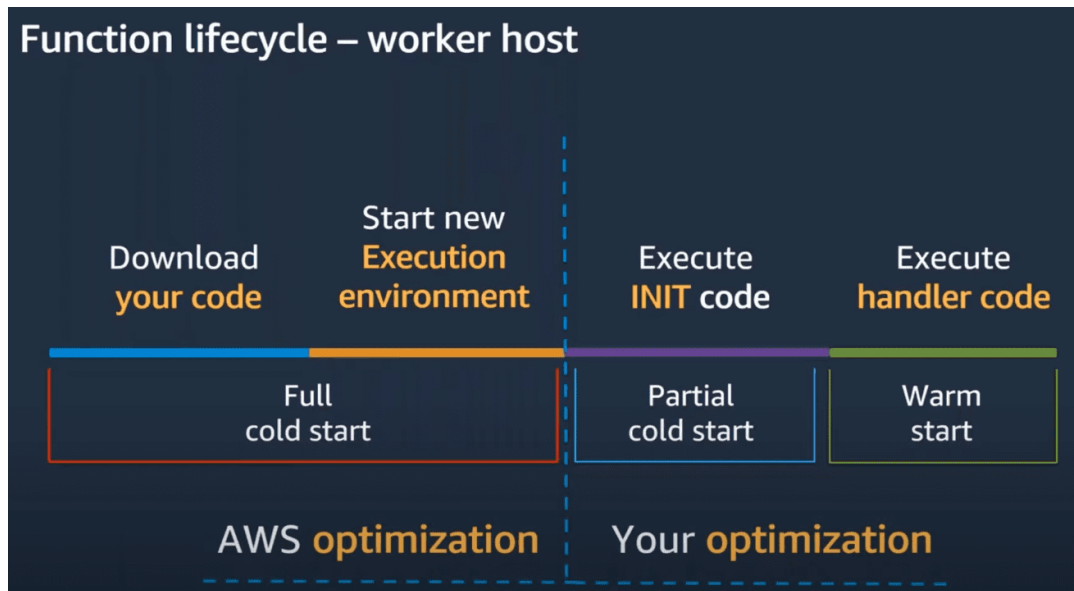 Function lifecycle – worker host
Download
your code
Start new
Execution
environment
Execute
INIT code
Execute
handler code
Full
cold start
Partial
cold start
Warm
start
AWS optimization
Your optimization